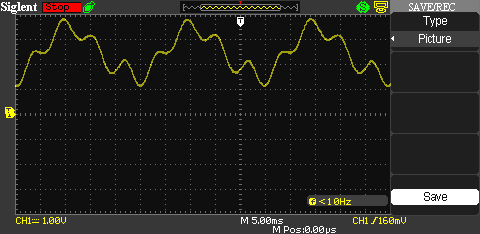 Siglent Stop $ SAVE/REC
T
Type
Picture
f <10Hz
Save
CH1 1.00V M 5.00ms CH1 /160mV
M Pos:0.00µs